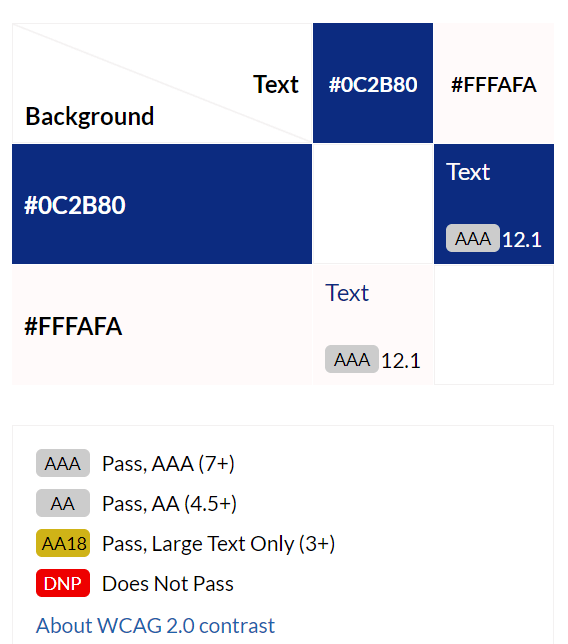 Text
Background
#0C2B80
#FFFAFA
#0C2B80
Text
AAA 12.1
#FFFAFA
Text
AAA 12.1
AAA Pass, AAA (7+)
AA Pass, AA (4.5+)
AA18 Pass, Large Text Only (3+)
DNP Does Not Pass
About WCAG 2.0 contrast